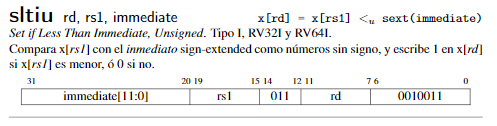 sltiu rd, rs1, immediate x[rd] = x[rs1] <u sext(immediate)
Set if Less Than Immediate, Unsigned. Tipo I, RV32I y RV64I.
Compara x[rs1] con el inmediato sign-extended como números sin signo, y escribe 1 en x[rd]
si x[rs1] es menor, ó 0 si no.
31 20 19 15 14 12 11 7 6 0
immediate[11:0] rs1 011 rd 0010011